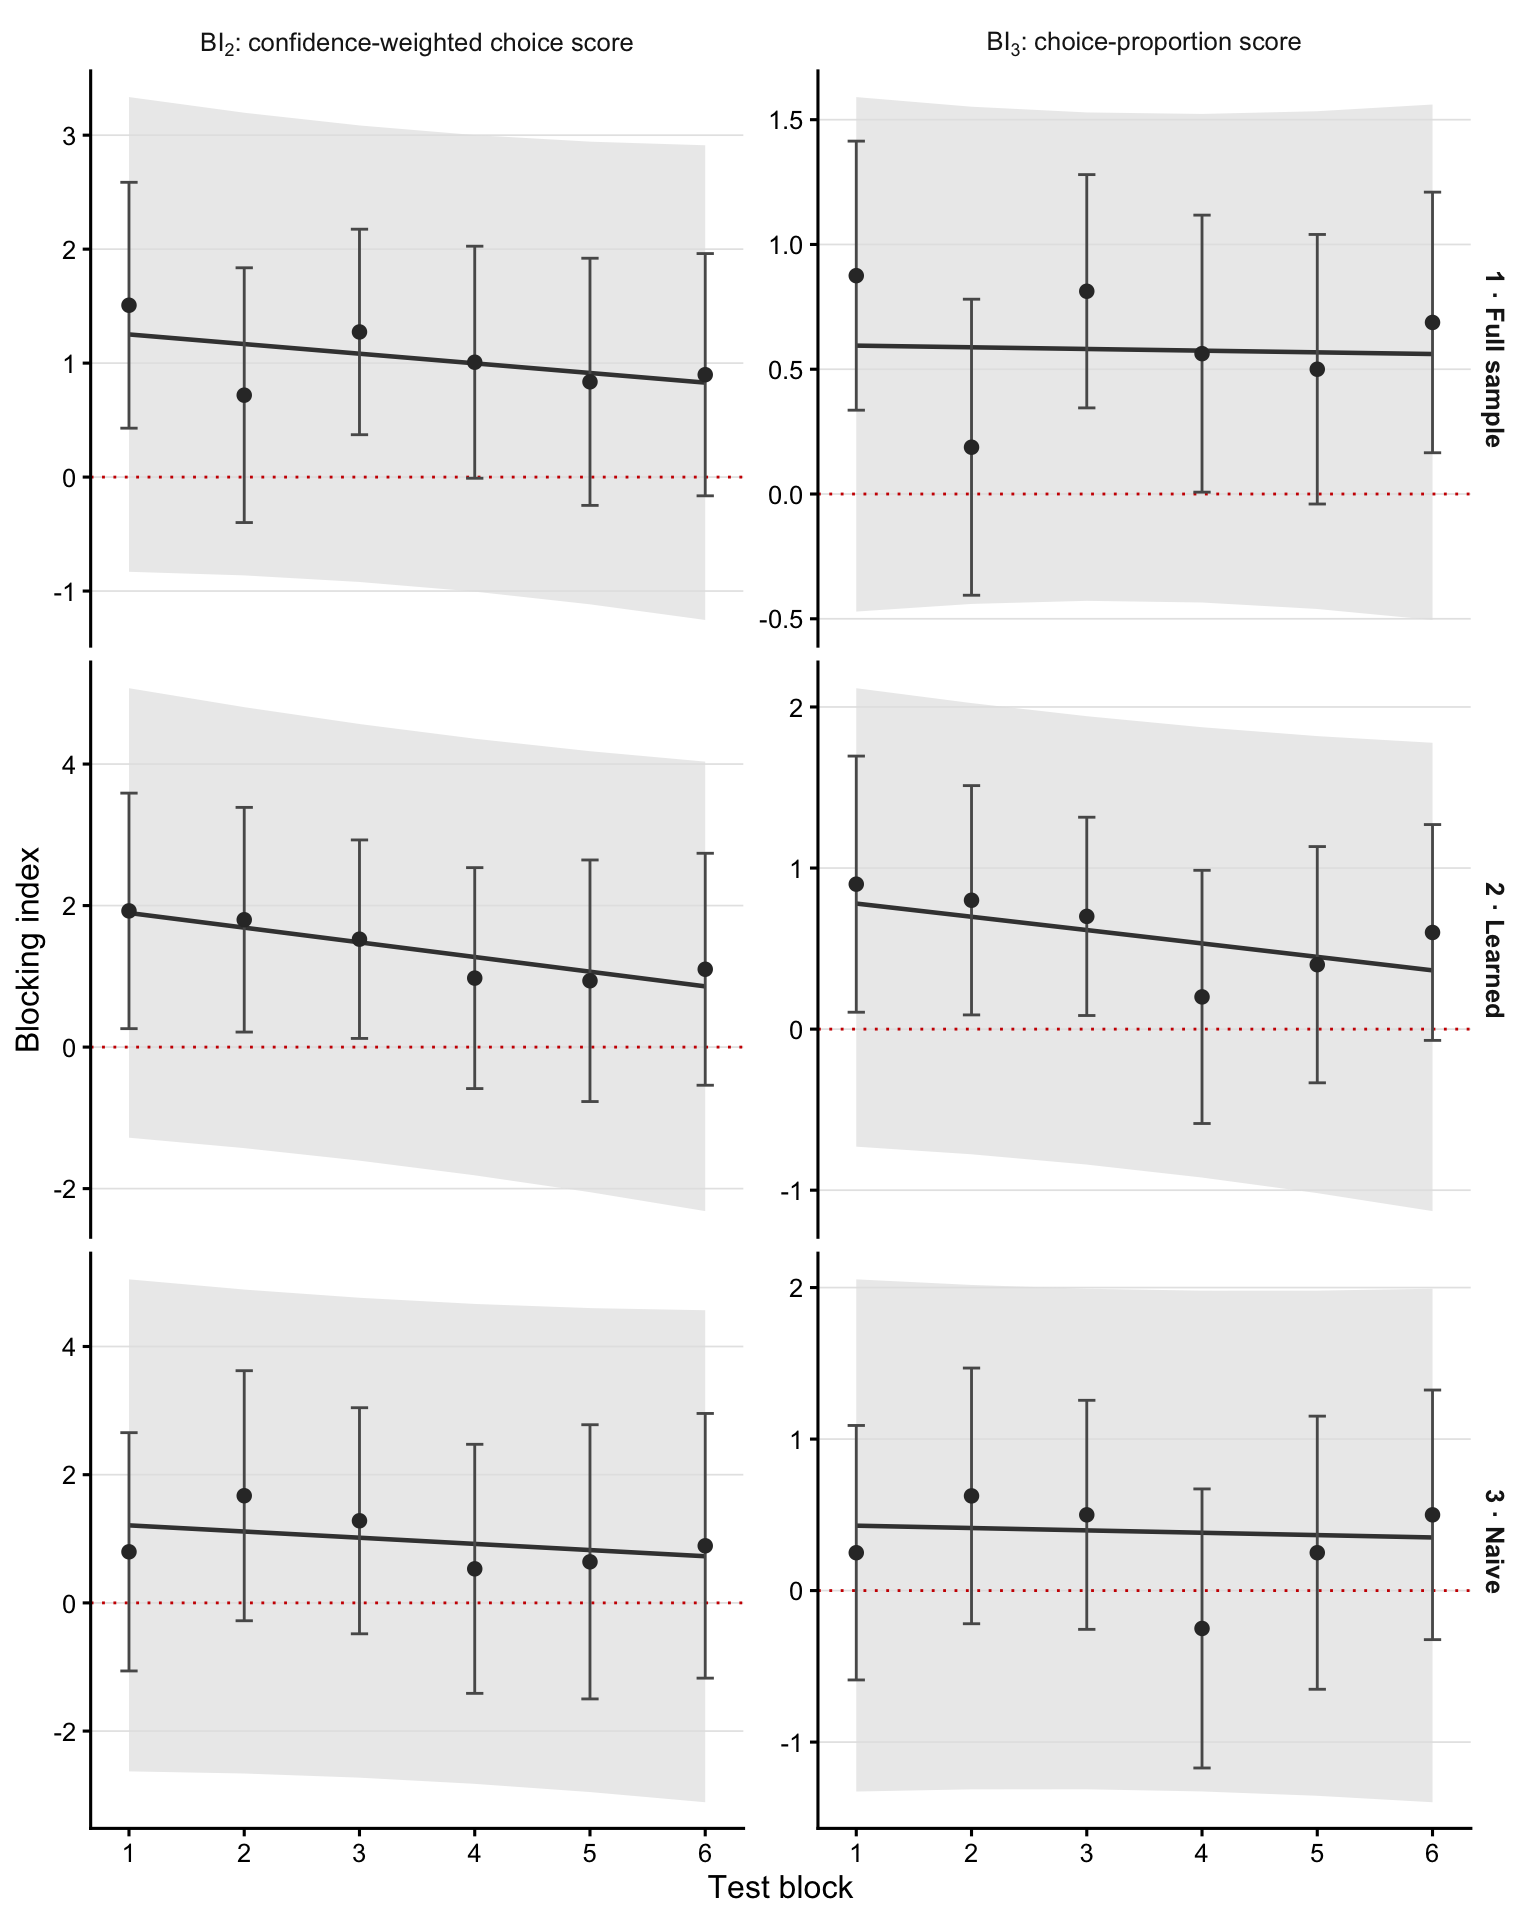 BI₂: confidence-weighted choice score
BI₃: choice-proportion score
3
2
1
0
-1
1.5
1.0
0.5
0.0
-0.5
1 · Full sample
4
2
0
-2
2
1
0
-1
2 · Learned
4
2
0
-2
2
1
0
-1
3 · Naive
Blocking index
1 2 3 4 5 6
1 2 3 4 5 6
Test block